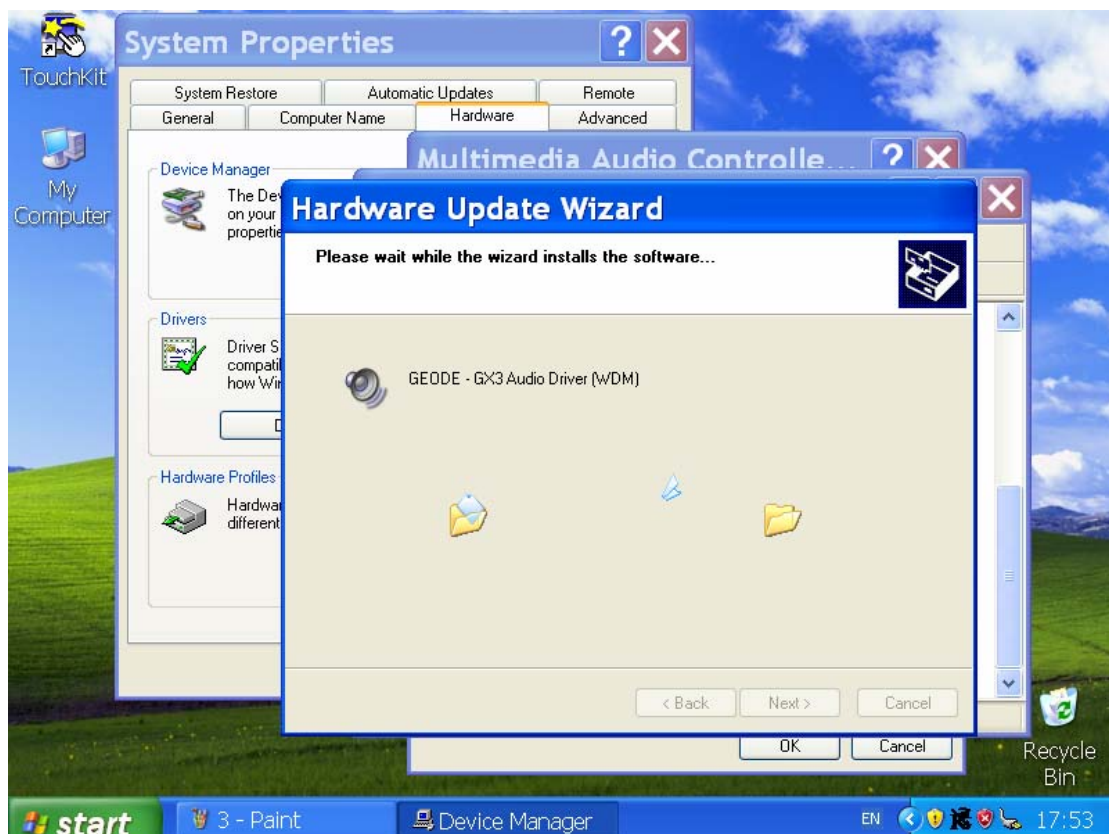 TouchKit
My
Computer
System Properties
System Restore
Automatic Updates
Remote
General
Computer Name
Hardware
Advanced
Device Manager
The Dev
on your
propertie
Drivers
Driver S
compatil
how Win
D
Hardware Profiles
Hardwar
different
Multimedia Audio Controlle...
Hardware Update Wizard
Please wait while the wizard installs the software...
GEODE - GX3 Audio Driver (WDM)
< Back
Next >
Cancel
OK
Cancel
Recycle
Bin
start
3 - Paint
Device Manager
EN
17:53